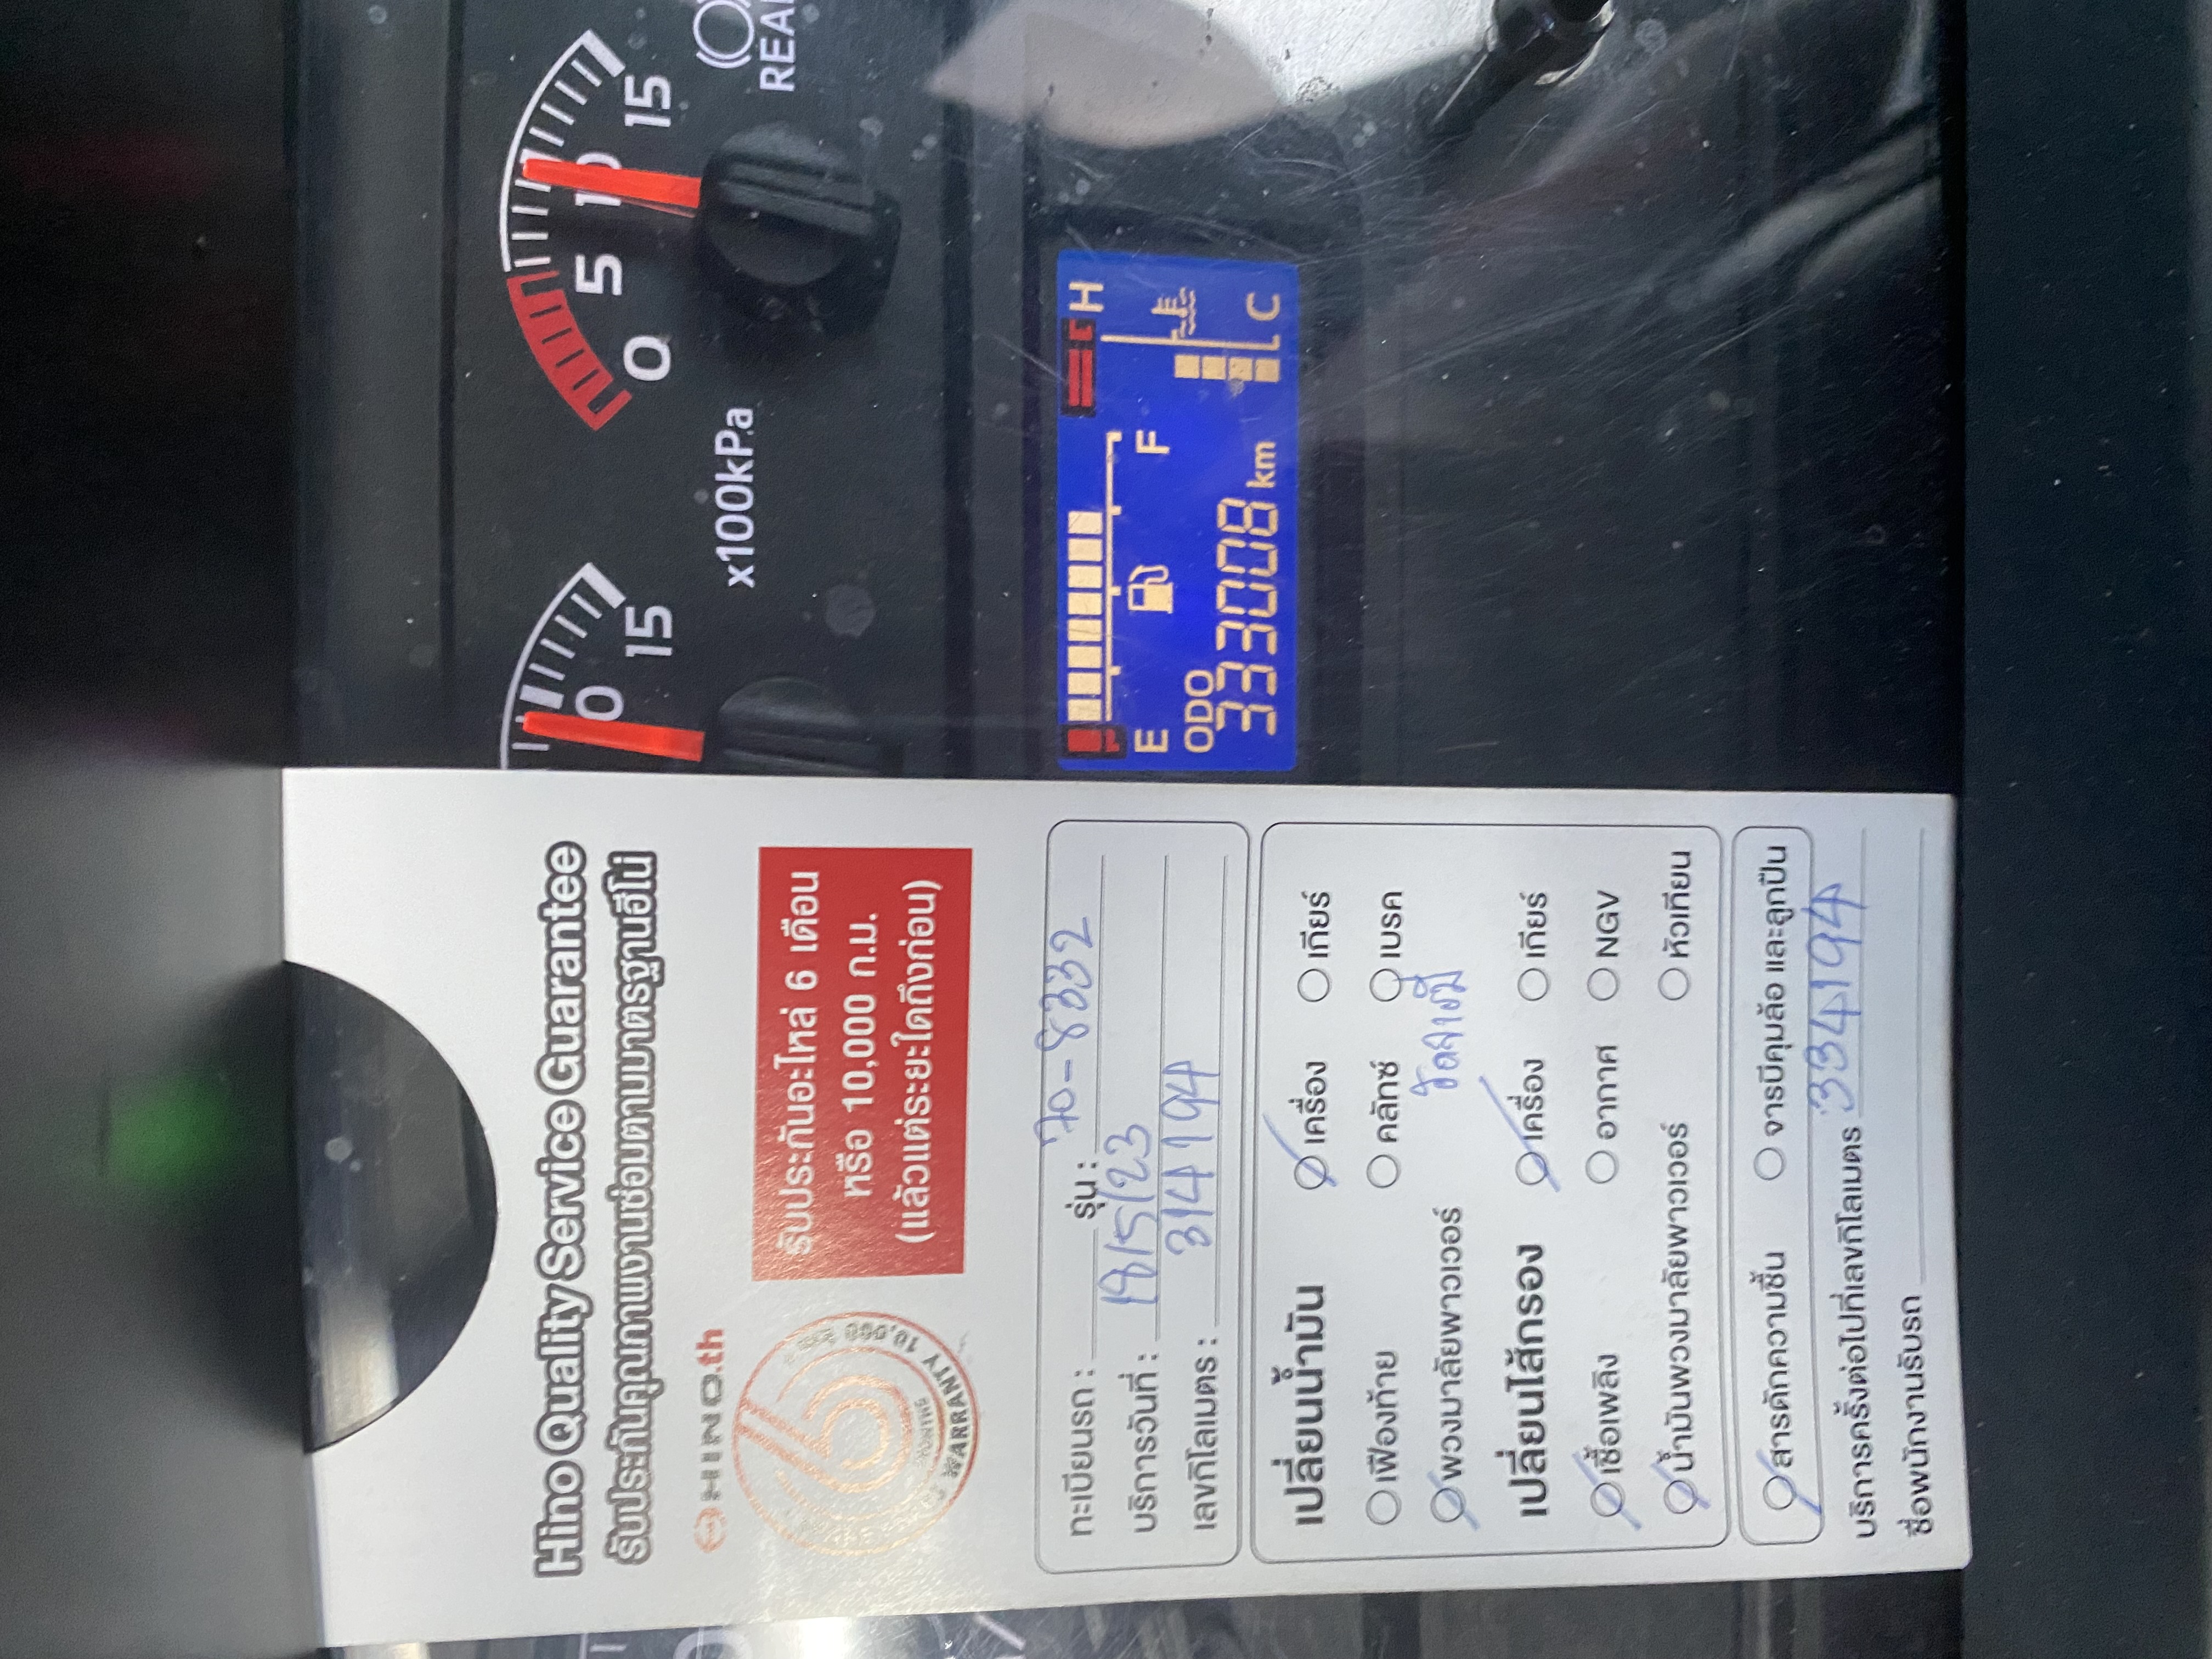 Hino Quality Service Guarantee
รับประกันคุณภาพงานซ่อมตามมาตรฐานฮีโน่
HINO.th
6
MONTHS
WARRANTY 10,000
รับประกันอะไหล่ 6 เดือน
หรือ 10,000 ก.ม.
(แล้วแต่ระยะใดถึงก่อน)
ทะเบียนรถ : รุ่น : 70-8332
บริการวันที่ : 18/5/23
เลขกิโลเมตร : 314194
เปลี่ยนน้ำมัน เครื่อง เกียร์
เฟืองท้าย คลัทช์ เบรค
พวงมาลัยพาวเวอร์ อัดจารบี
เปลี่ยนไส้กรอง เครื่อง เกียร์
เชื้อเพลิง อากาศ NGV
น้ำมันพวงมาลัยพาวเวอร์ หัวเทียน
สารดักความชื้น จารบีคุมล้อ และลูกปืน
บริการครั้งต่อไปที่เลขกิโลเมตร 334194
ชื่อพนักงานรับรถ
0 15
x100kPa
0 5 10 15
E F
H
ODO
333008 km
C